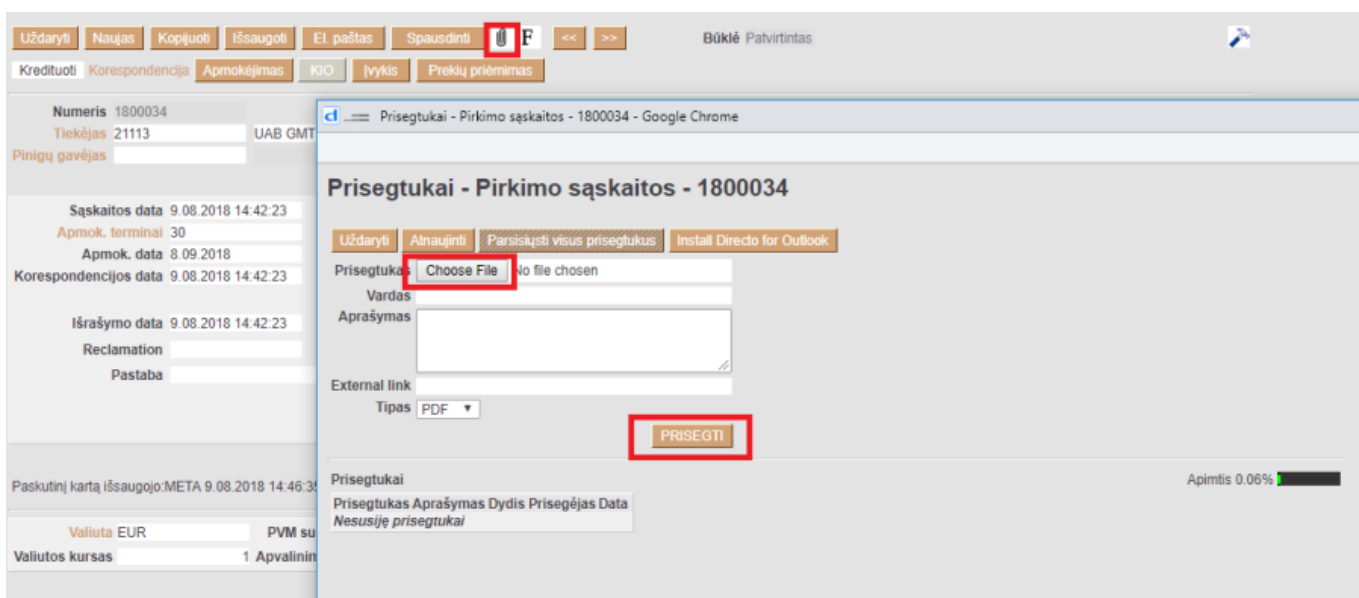 Uždaryti Naujas Kopijuoti Išsaugoti El. paštas Spausdinti F << >> Būklė Patvirtintas
Kredituoti Korespondencija Apmokėjimas KIO Įvykis Prekių priėmimas
Numeris 1800034
Tiekėjas 21113 UAB GMT
Pinigų gavėjas
Sąskaitos data 9.08.2018 14:42:23
Apmok. terminai 30
Apmok. data 8.09.2018
Korespondencijos data 9.08.2018 14:42:23
Išrašymo data 9.08.2018 14:42:23
Reclamation
Pastaba
Paskutinį kartą išsaugojo:META 9.08.2018 14:46:35
Valiuta EUR PVM su
Valiutos kursas 1 Apvalinin
Prisegtukai - Pirkimo sąskaitos - 1800034 - Google Chrome
Prisegtukai - Pirkimo sąskaitos - 1800034
Uždaryti Atnaujinti Parsisiųsti visus prisegtukus Install Directo for Outlook
Prisegtukas Choose File No file chosen
Vardas
Aprašymas
External link
Tipas PDF
PRISEGTI
Prisegtukai Apimtis 0.06%
Prisegtukas Aprašymas Dydis Prisegėjas Data
Nesusiję prisegtukai